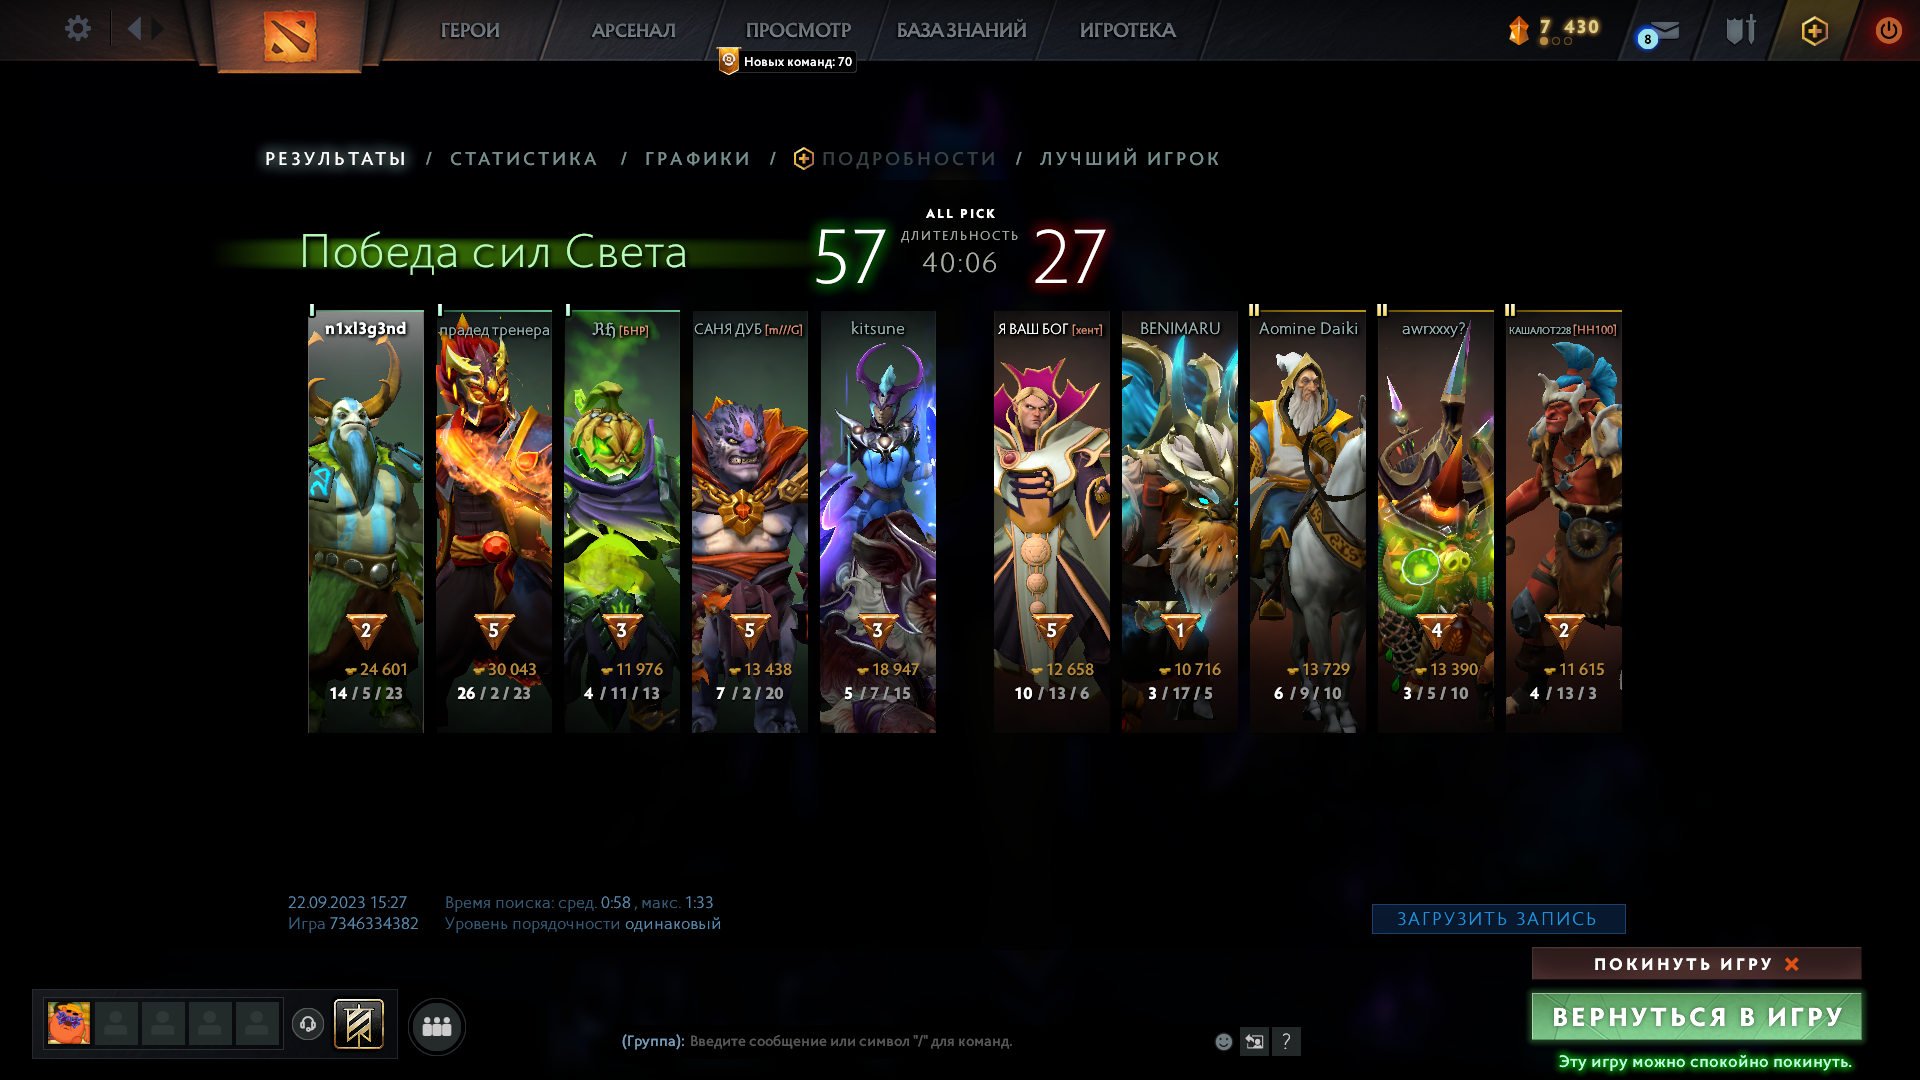 ГЕРОИ АРСЕНАЛ ПРОСМОТР БАЗА ЗНАНИЙ ИГРОТЕКА 7 430 8
Новых команд: 70
РЕЗУЛЬТАТЫ / СТАТИСТИКА / ГРАФИКИ / ПОДРОБНОСТИ / ЛУЧШИЙ ИГРОК
Победа сил Света
57
ALL PICK
ДЛИТЕЛЬНОСТЬ
40:06
27
I I I II II II
n1xl3g3nd прадед тренера ℜℌ [БНР] САНЯ ДУБ [m///G] kitsune Я ВАШ БОГ [хент] BENIMARU Aomine Daiki awrxxxy? КАШАЛОТ228 [HH100]
2 5 3 5 3 5 1 4 2
24 601 30 043 11 976 13 438 18 947 12 658 10 716 13 729 13 390 11 615
14 / 5 / 23 26 / 2 / 23 4 / 11 / 13 7 / 2 / 20 5 / 7 / 15 10 / 13 / 6 3 / 17 / 5 6 / 9 / 10 3 / 5 / 10 4 / 13 / 3
22.09.2023 15:27 Время поиска: сред. 0:58 , макс. 1:33
Игра 7346334382 Уровень порядочности одинаковый
ЗАГРУЗИТЬ ЗАПИСЬ
ПОКИНУТЬ ИГРУ
ВЕРНУТЬСЯ В ИГРУ
(Группа): Введите сообщение или символ "/" для команд. ?
Эту игру можно спокойно покинуть.